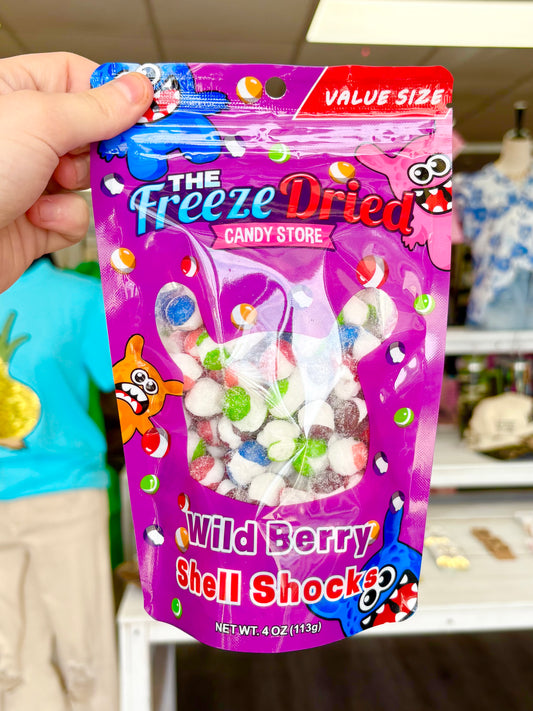 VALUE SIZE
THE
Freeze Dried
CANDY STORE
Wild Berry
Shell Shocks
NET WT. 4 OZ (113g)